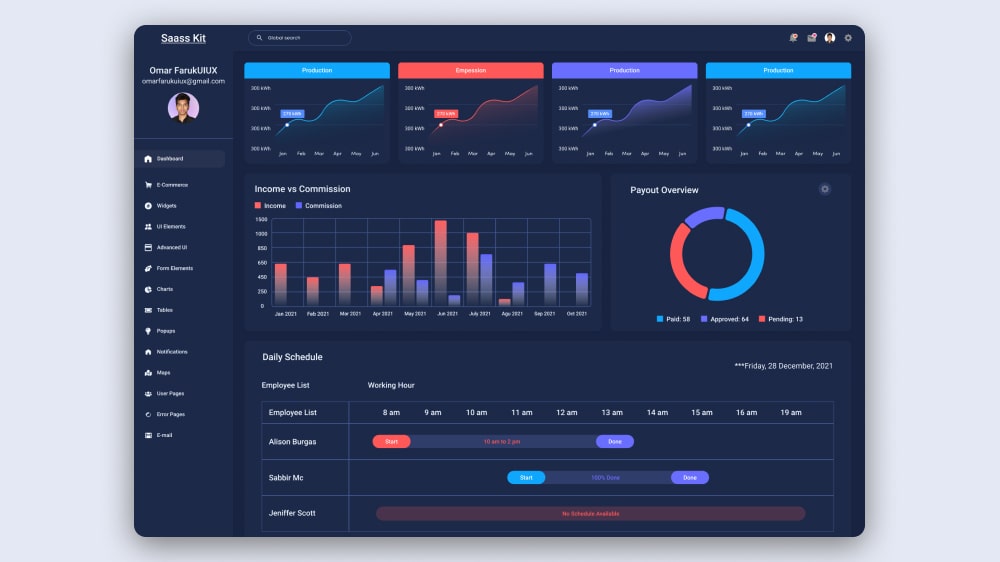 Saass Kit
Global search
Omar FarukUIUX
omarfarukuiux@gmail.com
Dashboard
E-Commerce
Widgets
UI Elements
Advanced UI
Form Elements
Charts
Tables
Popups
Notifications
Maps
User Pages
Error Pages
E-mail
Production
300 kWh
300 kWh
270 kWh
300 kWh
300 kWh
Jan Feb Mar Apr May Jun
Empession
300 kWh
300 kWh
270 kWh
300 kWh
300 kWh
Jan Feb Mar Apr May Jun
Production
300 kWh
300 kWh
270 kWh
300 kWh
300 kWh
Jan Feb Mar Apr May Jun
Production
300 kWh
300 kWh
270 kWh
300 kWh
300 kWh
Jan Feb Mar Apr May Jun
Income vs Commission
Income Commission
1500
1000
850
650
450
250
0
Jan 2021 Feb 2021 Mar 2021 Apr 2021 May 2021 Jun 2021 July 2021 Agu 2021 Sep 2021 Oct 2021
Payout Overview
Paid: 58 Approved: 64 Pending: 13
Daily Schedule
***Friday, 28 December, 2021
Employee List Working Hour
Employee List 8 am 9 am 10 am 11 am 12 am 13 am 14 am 15 am 16 am 19 am
Alison Burgas Start 10 am to 2 pm Done
Sabbir Mc Start 100% Done Done
Jeniffer Scott No Schedule Available